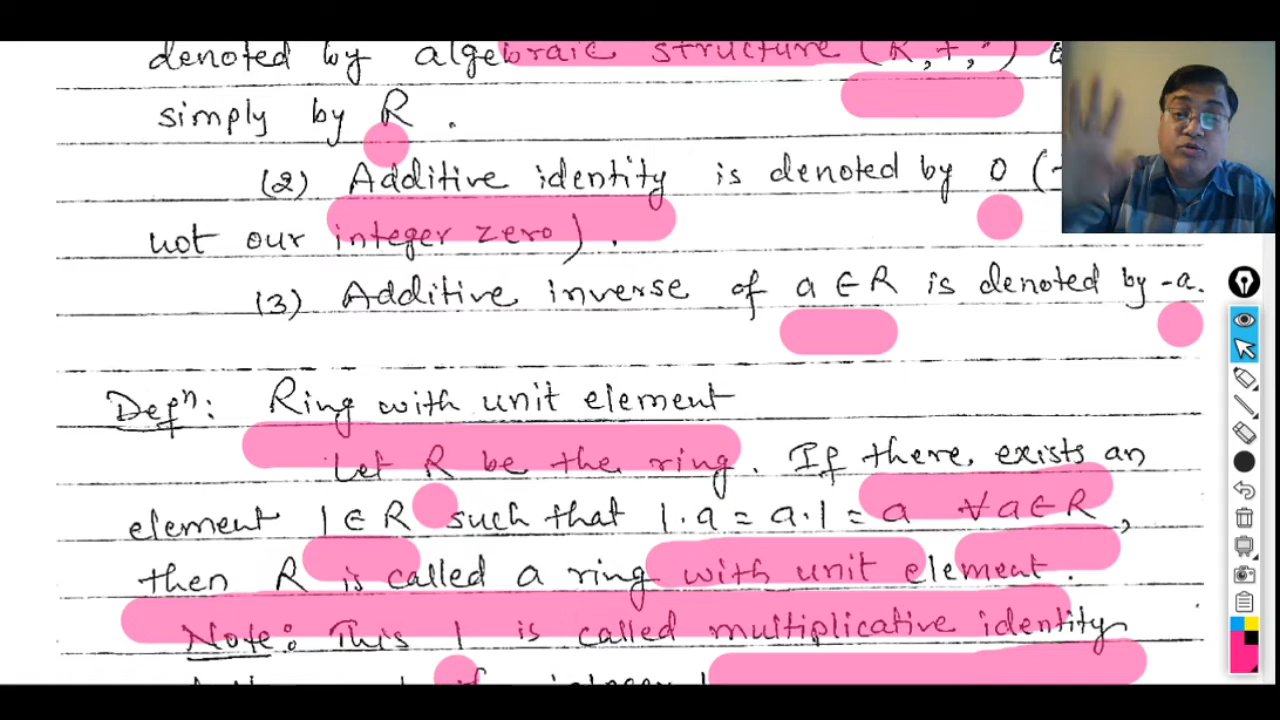 denoted by algebraic structure (R,+,·)
simply by R.
(2) Additive identity is denoted by 0 (
not our integer zero).
(3) Additive inverse of a ∈ R is denoted by -a.
Defⁿ: Ring with unit element
Let R be the ring. If there exists an
element 1 ∈ R such that 1·a = a·1 = a ∀a∈R,
then R is called a ring with unit element.
Note: This 1 is called multiplicative identity